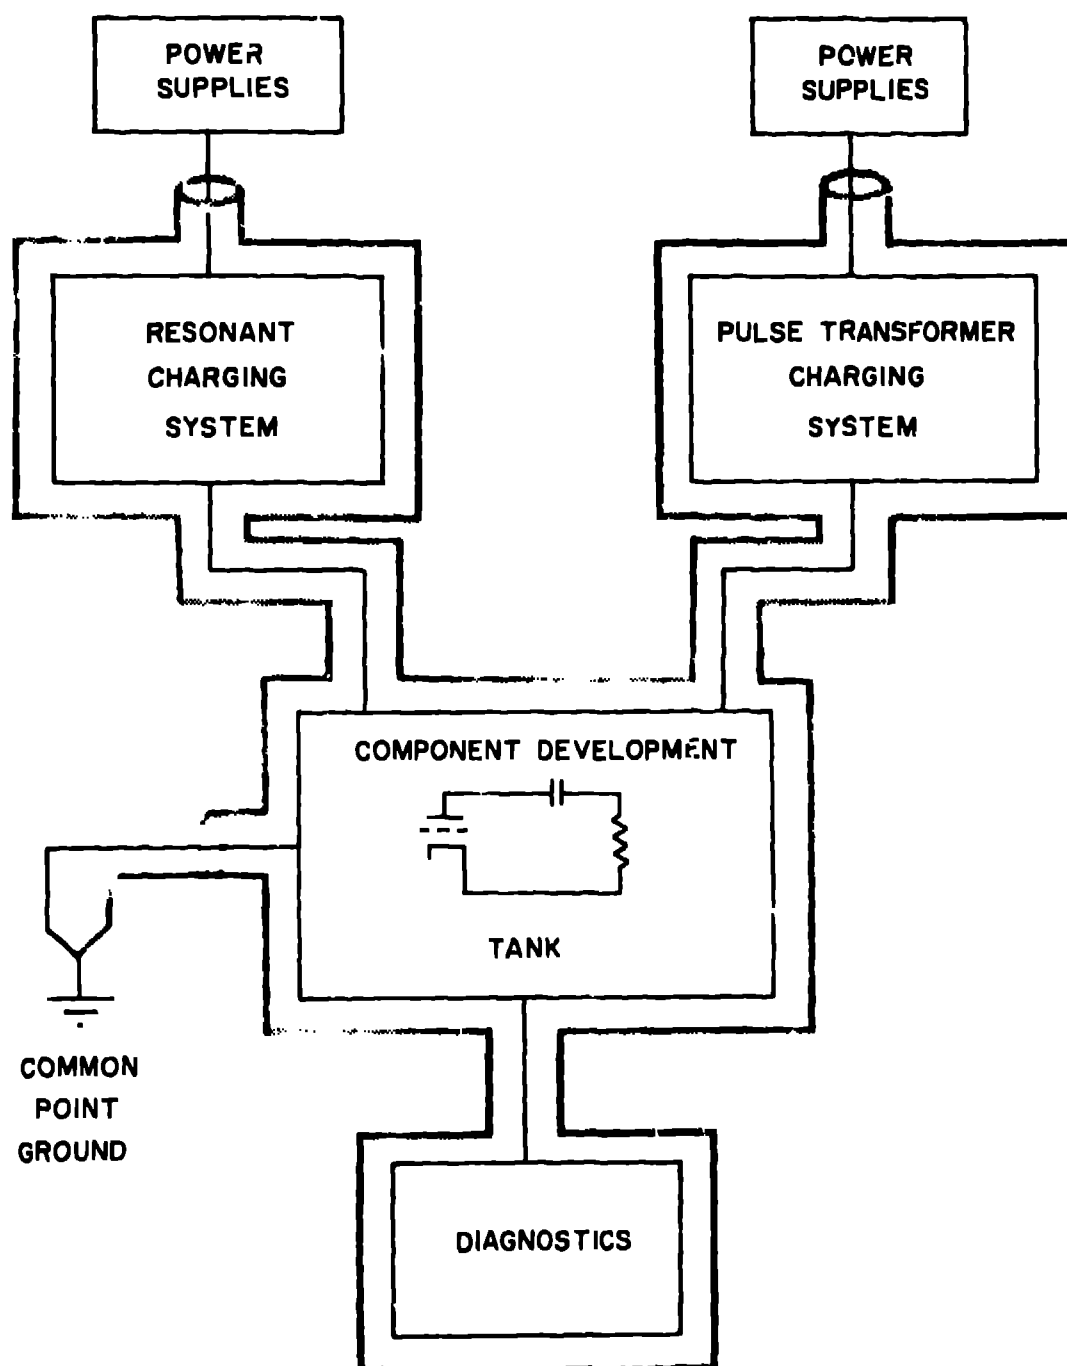 POWER
SUPPLIES
POWER
SUPPLIES
RESONANT
CHARGING
SYSTEM
PULSE TRANSFORMER
CHARGING
SYSTEM
COMPONENT DEVELOPMENT
TANK
COMMON
POINT
GROUND
DIAGNOSTICS